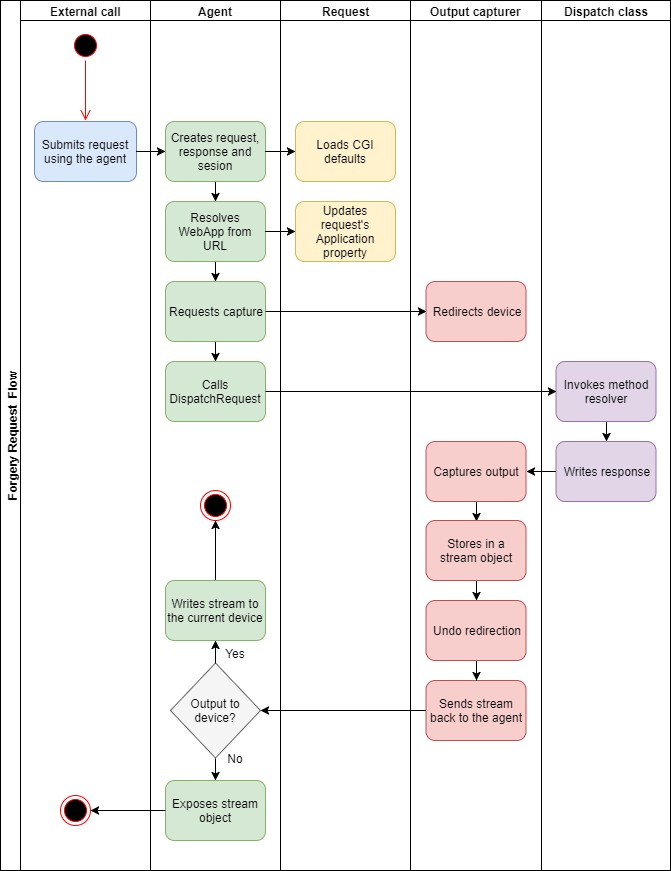 External call
Agent
Request
Output capturer
Dispatch class
Forgery Request Flow
Submits request
using the agent
Creates request,
response and
sesion
Loads CGI
defaults
Resolves
WebApp from
URL
Updates
request's
Application
property
Requests capture
Redirects device
Calls
DispatchRequest
Invokes method
resolver
Captures output
Writes response
Stores in a
stream object
Writes stream to
the current device
Undo redirection
Yes
Output to
device?
Sends stream
back to the agent
No
Exposes stream
object